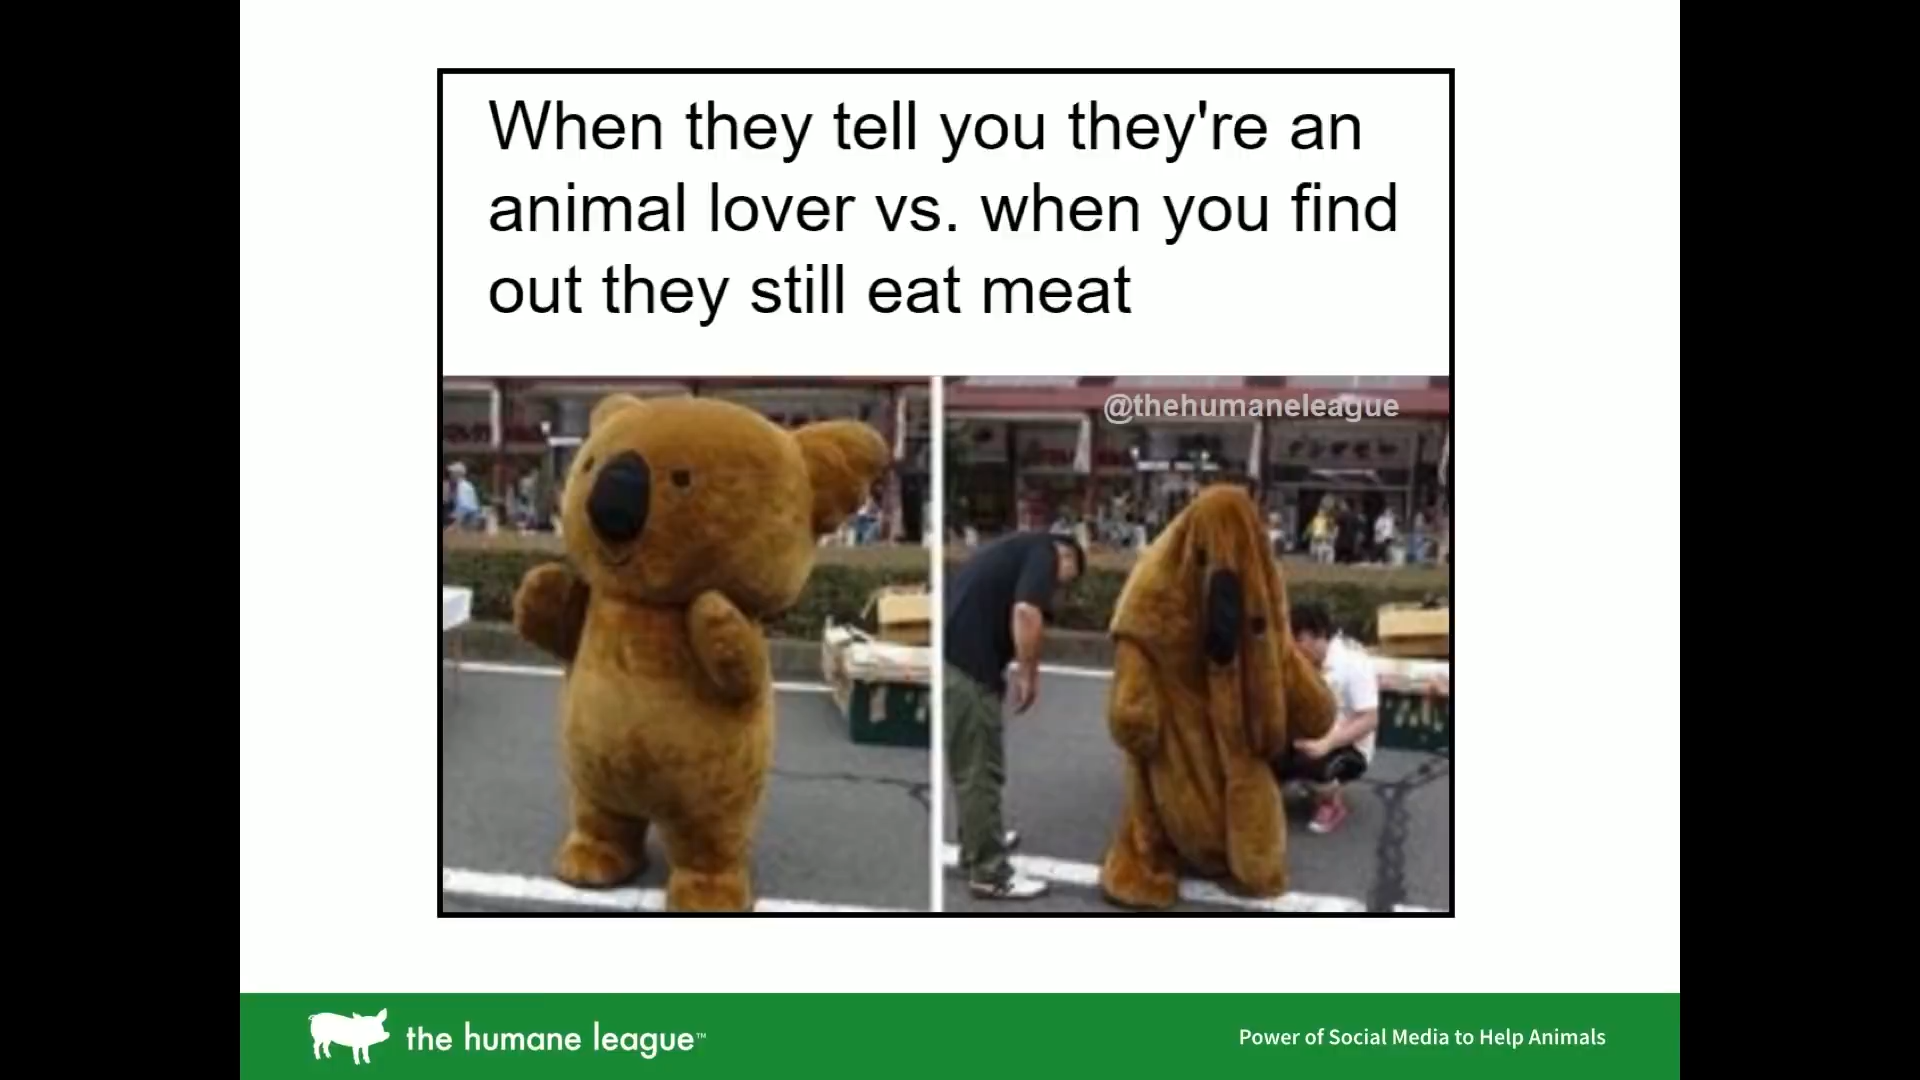 When they tell you they're an
animal lover vs. when you find
out they still eat meat
@thehumaneleague
the humane league™
Power of Social Media to Help Animals